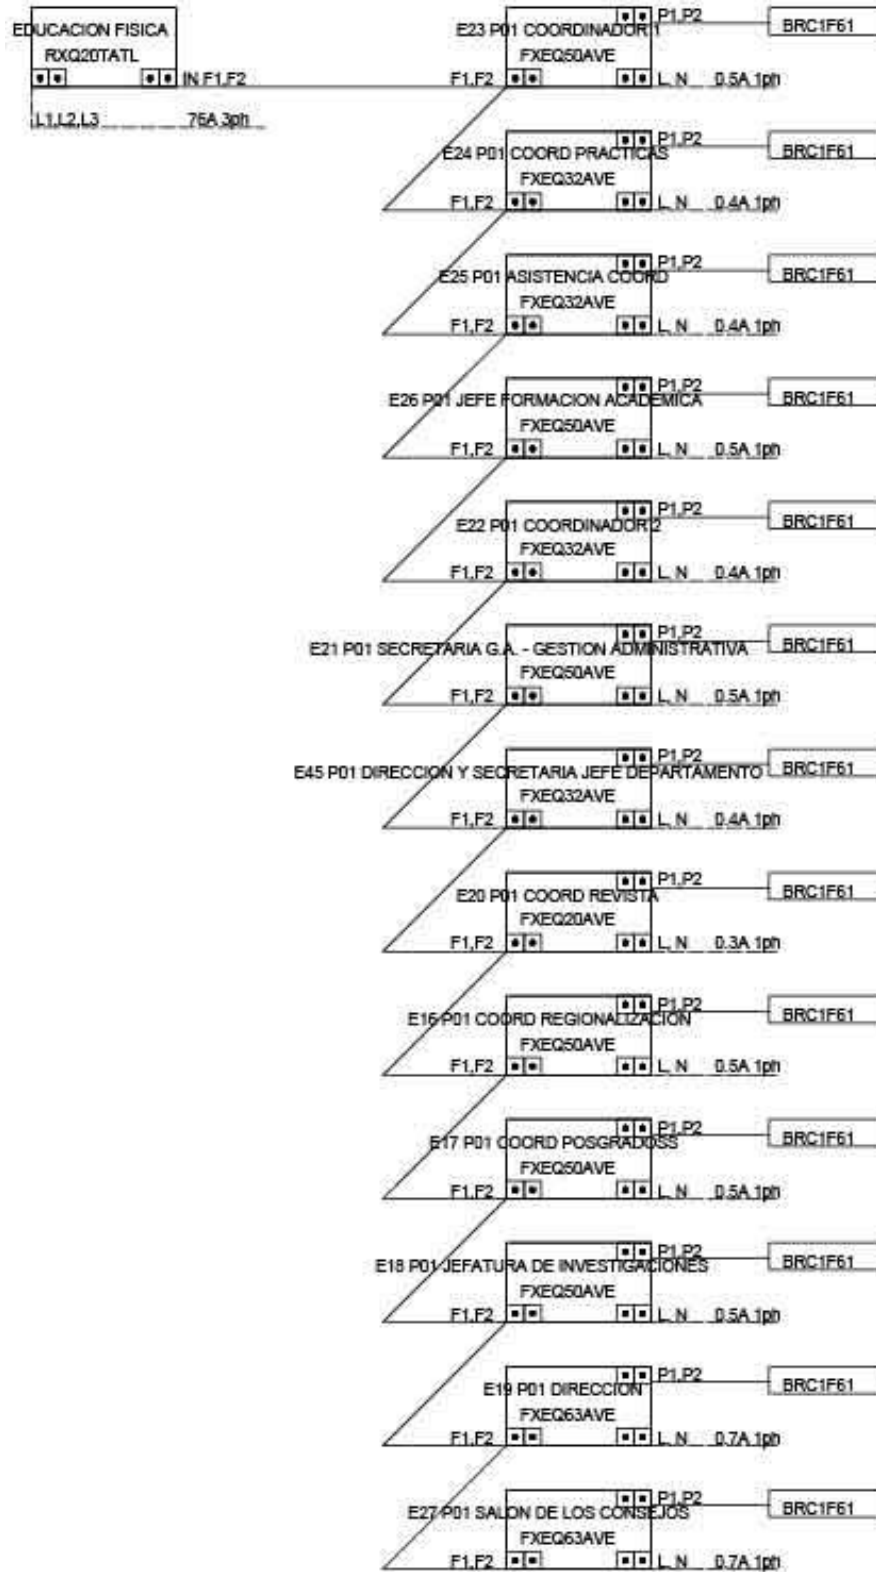 EDUCACION FISICA
RXQ20TATL
IN F1,F2
L1,L2,L3 76A 3ph
P1,P2 BRC1F61
E23 P01 COORDINADOR 1
FXEQ50AVE
F1,F2 L, N 0.5A 1ph
P1,P2 BRC1F61
E24 P01 COORD PRACTICAS
FXEQ32AVE
F1,F2 L, N 0.4A 1ph
P1,P2 BRC1F61
E25 P01 ASISTENCIA COORD
FXEQ32AVE
F1,F2 L, N 0.4A 1ph
P1,P2 BRC1F61
E26 P01 JEFE FORMACION ACADEMICA
FXEQ50AVE
F1,F2 L, N 0.5A 1ph
P1,P2 BRC1F61
E22 P01 COORDINADOR 2
FXEQ32AVE
F1,F2 L, N 0.4A 1ph
P1,P2 BRC1F61
E21 P01 SECRETARIA G.A. - GESTION ADMINISTRATIVA
FXEQ50AVE
F1,F2 L, N 0.5A 1ph
P1,P2 BRC1F61
E45 P01 DIRECCION Y SECRETARIA JEFE DEPARTAMENTO
FXEQ32AVE
F1,F2 L, N 0.4A 1ph
P1,P2 BRC1F61
E20 P01 COORD REVISTA
FXEQ20AVE
F1,F2 L, N 0.3A 1ph
P1,P2 BRC1F61
E16 P01 COORD REGIONALIZACION
FXEQ50AVE
F1,F2 L, N 0.5A 1ph
P1,P2 BRC1F61
E17 P01 COORD POSGRADOSS
FXEQ50AVE
F1,F2 L, N 0.5A 1ph
P1,P2 BRC1F61
E18 P01 JEFATURA DE INVESTIGACIONES
FXEQ50AVE
F1,F2 L, N 0.5A 1ph
P1,P2 BRC1F61
E19 P01 DIRECCION
FXEQ63AVE
F1,F2 L, N 0.7A 1ph
P1,P2 BRC1F61
E27 P01 SALON DE LOS CONSEJOS
FXEQ63AVE
F1,F2 L, N 0.7A 1ph